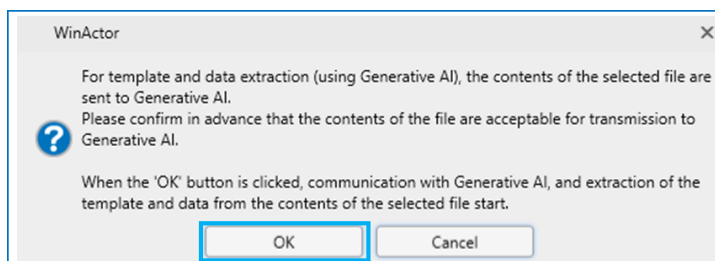 WinActor
For template and data extraction (using Generative AI), the contents of the selected file are
sent to Generative AI.
Please confirm in advance that the contents of the file are acceptable for transmission to
Generative AI.
When the 'OK' button is clicked, communication with Generative AI, and extraction of the
template and data from the contents of the selected file start.
OK Cancel